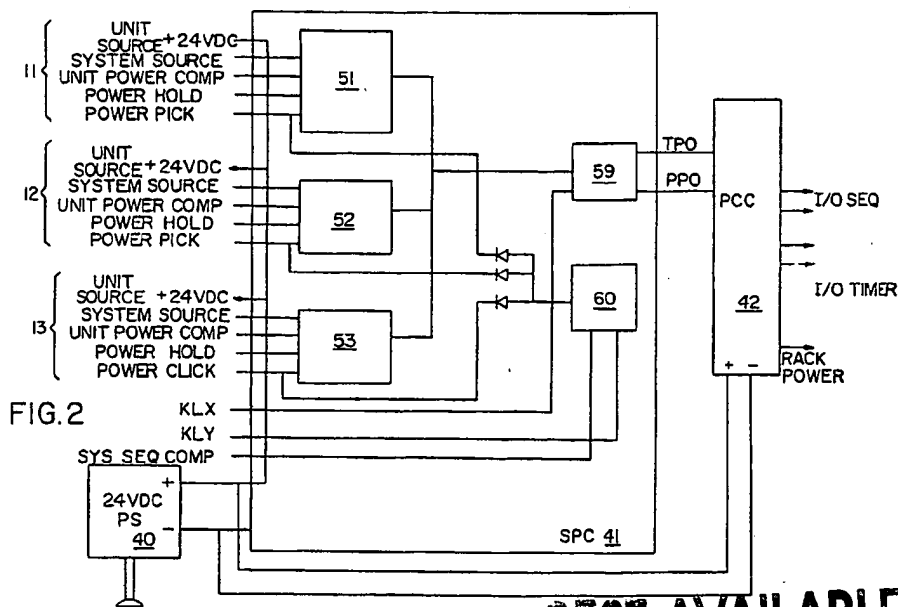 UNIT
SOURCE +24VDC
SYSTEM SOURCE
UNIT POWER COMP
POWER HOLD
POWER PICK
11
51
UNIT
SOURCE +24VDC
SYSTEM SOURCE
UNIT POWER COMP
POWER HOLD
POWER PICK
12
52
UNIT
SOURCE +24VDC
SYSTEM SOURCE
UNIT POWER COMP
POWER HOLD
POWER CLICK
13
53
59
60
TPO
PPO
PCC
42
+ -
I/O SEQ
I/O TIMER
RACK
POWER
FIG.2
KLX
KLY
SYS SEQ COMP
24VDC
PS
+
-
40
SPC 41
AVAILABLE